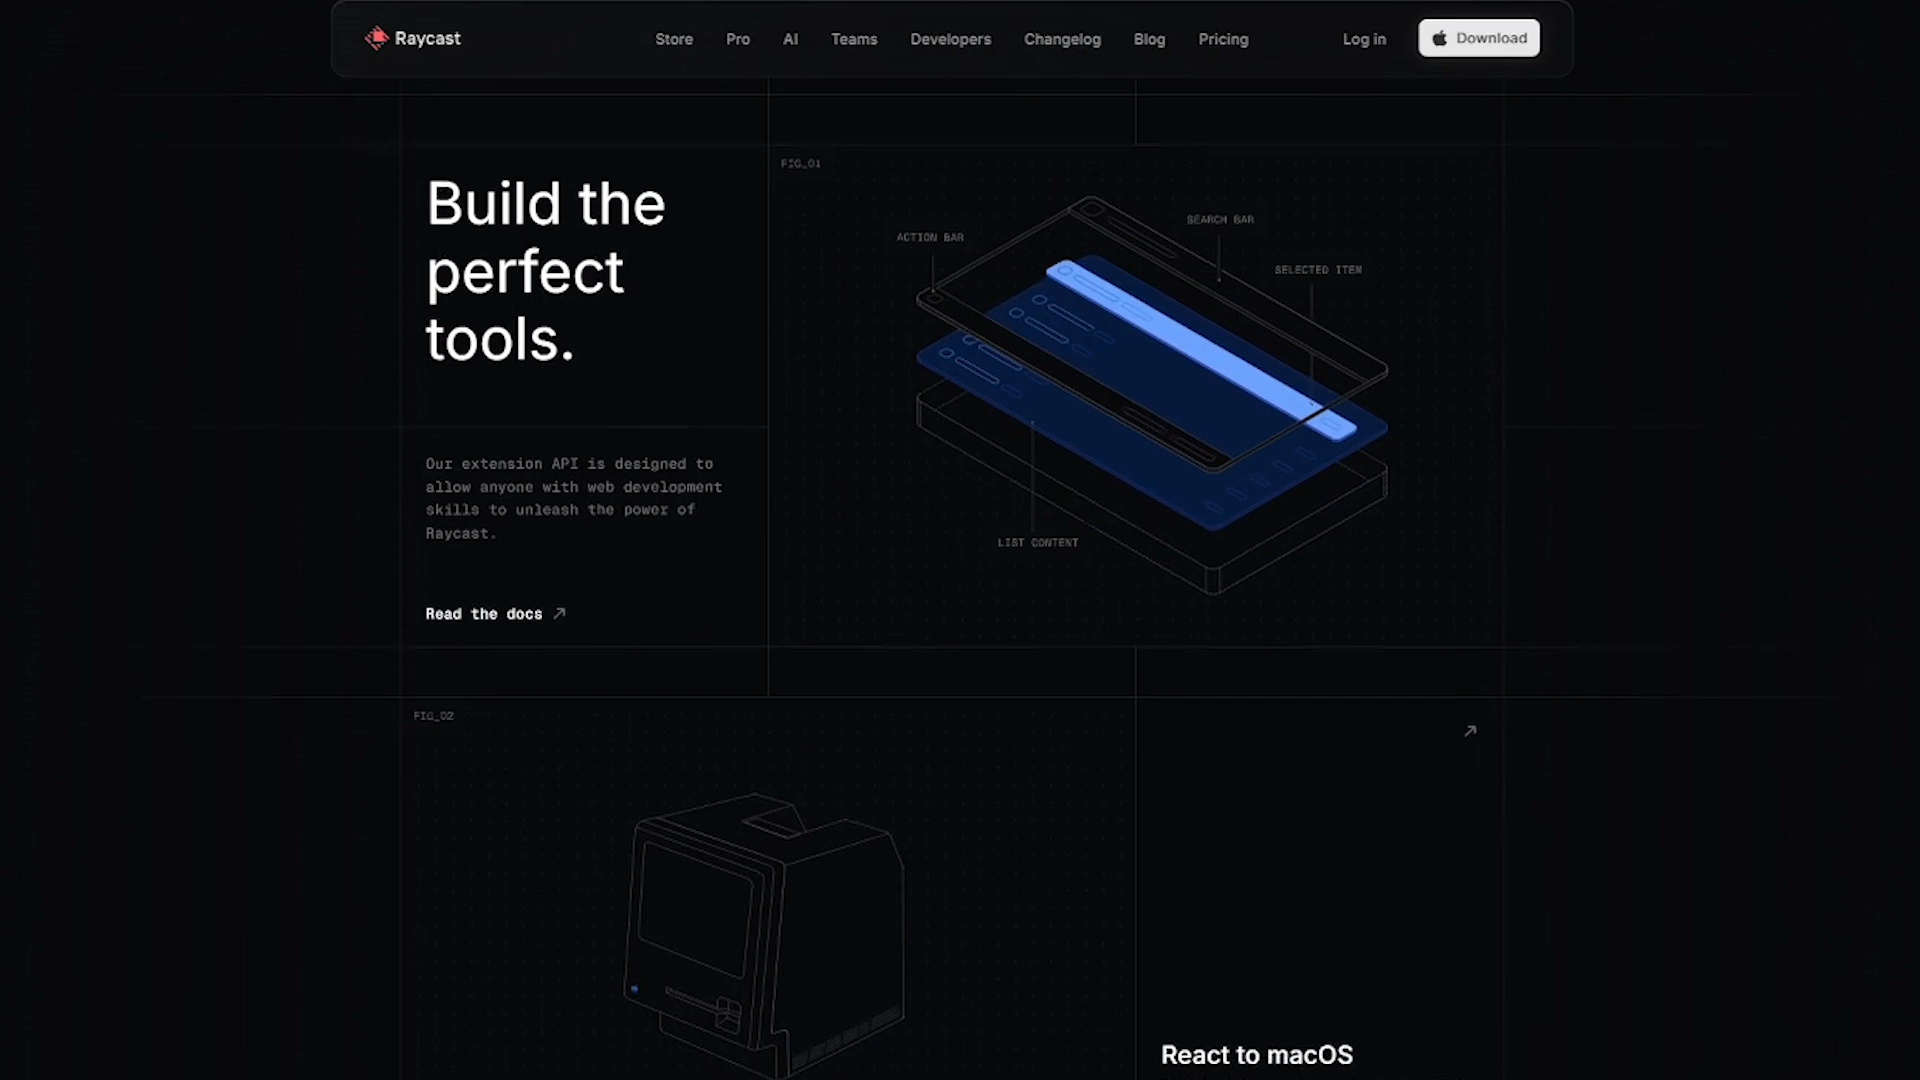 Raycast
Store
Pro
AI
Teams
Developers
Changelog
Blog
Pricing
Log in
Download
Build the
perfect
tools.
Our extension API is designed to
allow anyone with web development
skills to unleash the power of
Raycast.
Read the docs
FIG_01
ACTION BAR
SEARCH BAR
SELECTED ITEM
LIST CONTENT
FIG_02
React to macOS